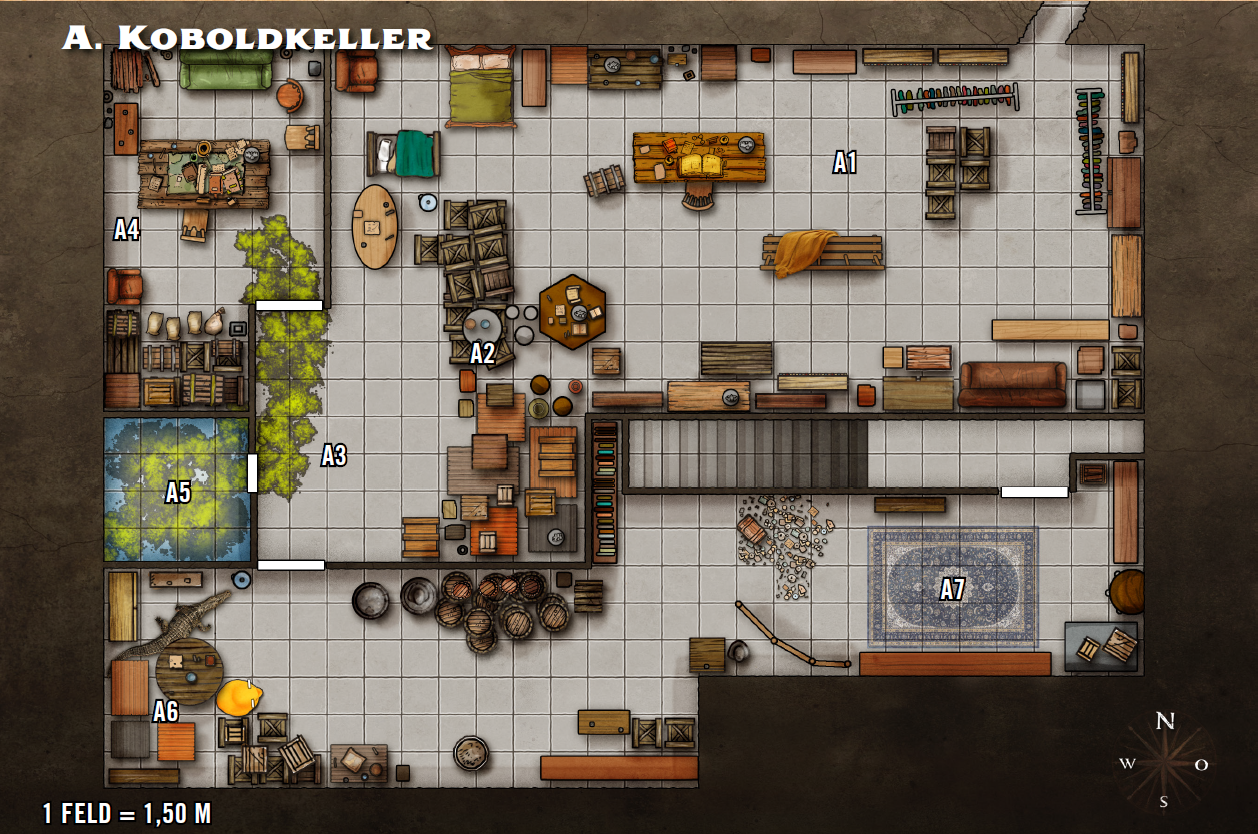 A. KOBOLDKELLER
A1
A4
A2
A3
A5
A7
A6
N
W O
S
1 FELD = 1,50 M